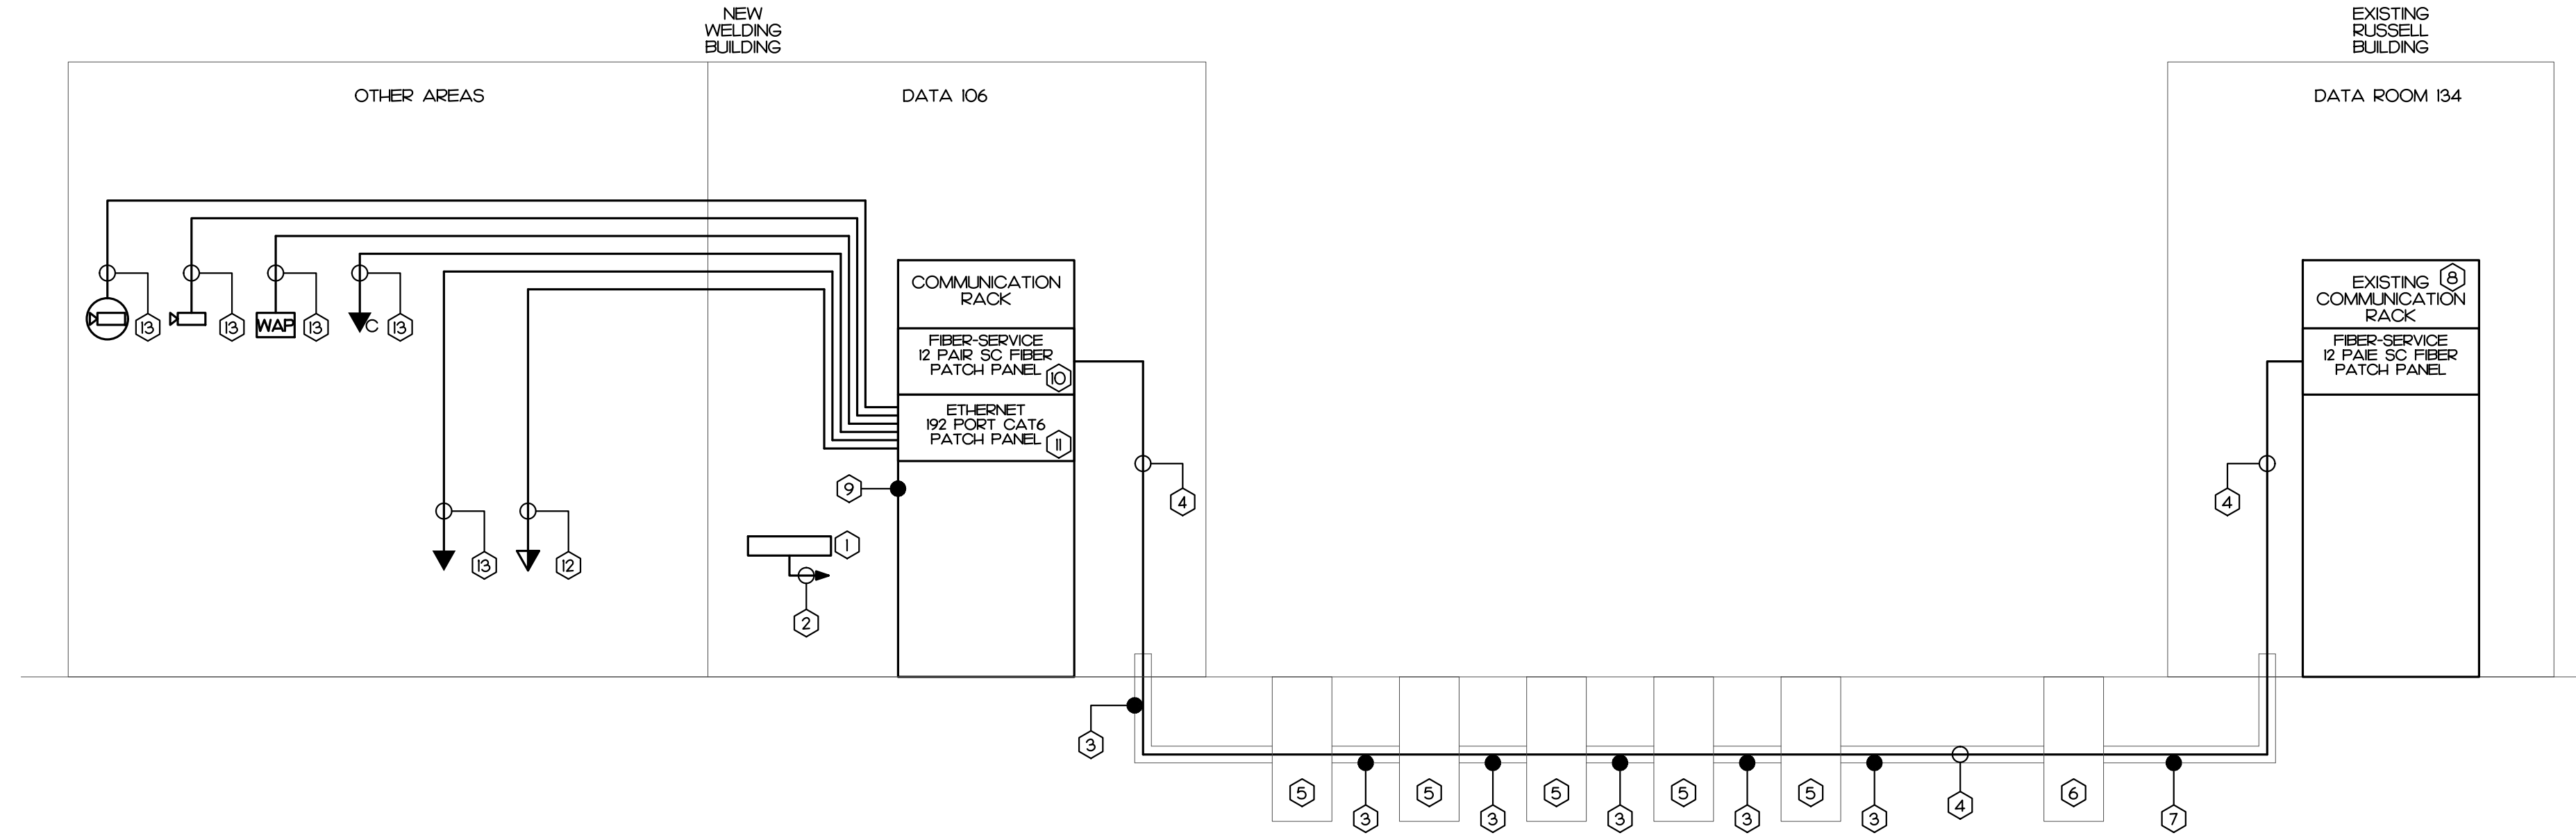 NEW
WELDING
BUILDING
EXISTING
RUSSELL
BUILDING
OTHER AREAS
DATA 106
DATA ROOM 134
COMMUNICATION
RACK
FIBER-SERVICE
12 PAIR SC FIBER
PATCH PANEL
10
ETHERNET
192 PORT CAT6
PATCH PANEL
11
EXISTING
8
COMMUNICATION
RACK
FIBER-SERVICE
12 PAIE SC FIBER
PATCH PANEL
13
13
WAP
13
C
13
9
4
4
1
13
12
2
3
5
3
5
3
5
3
5
3
5
3
4
6
7